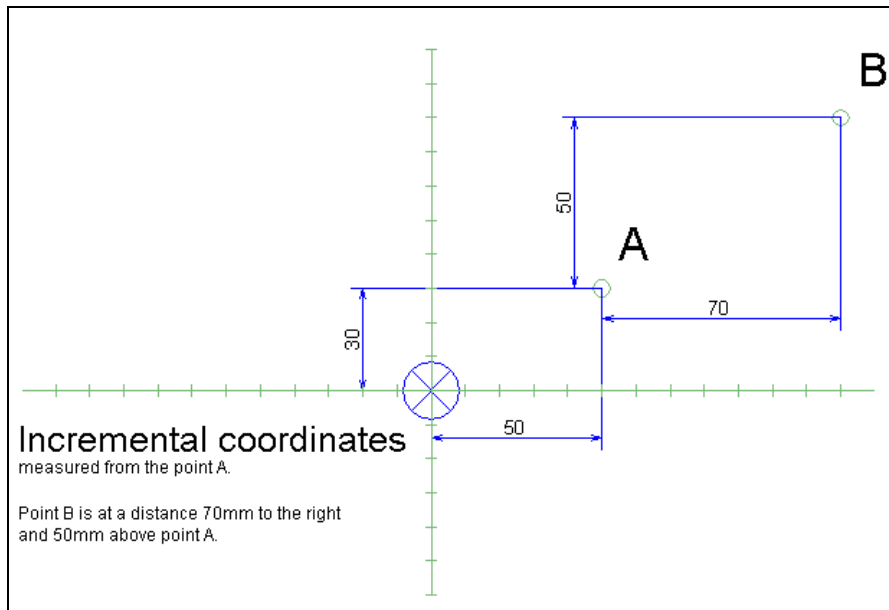 B
50
A
70
30
50
Incremental coordinates
measured from the point A.
Point B is at a distance 70mm to the right
and 50mm above point A.